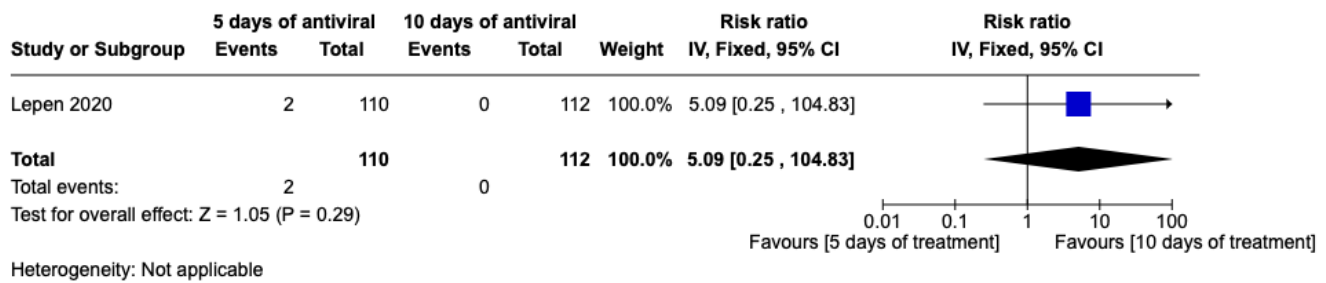 5 days of antiviral 10 days of antiviral Risk ratio Risk ratio
Study or Subgroup Events Total Events Total Weight IV, Fixed, 95% CI IV, Fixed, 95% CI
Lepen 2020 2 110 0 112 100.0% 5.09 [0.25 , 104.83]
Total 110 112 100.0% 5.09 [0.25 , 104.83]
Total events: 2 0
Test for overall effect: Z = 1.05 (P = 0.29)
0.01 0.1 1 10 100
Favours [5 days of treatment] Favours [10 days of treatment]
Heterogeneity: Not applicable